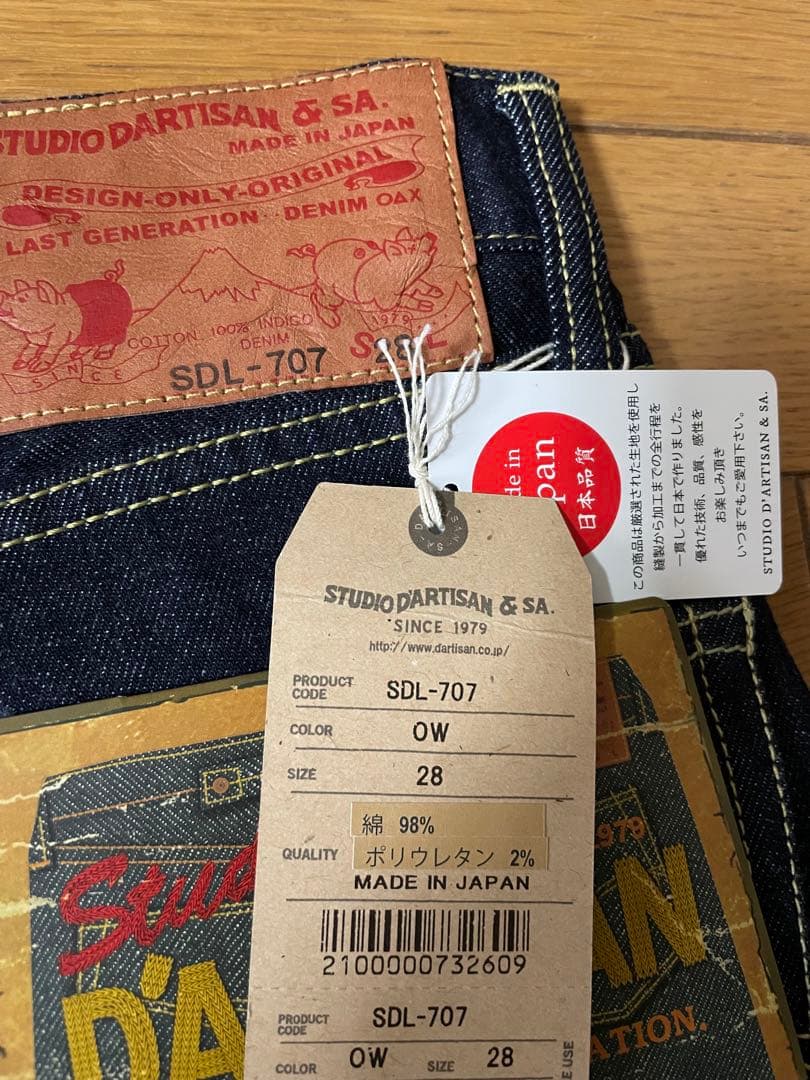 STUDIO D'ARTISAN & SA.
MADE IN JAPAN
DESIGN-ONLY-ORIGINAL
LAST GENERATION DENIM OΔX
COTTON 100% INDIGO
DENIM
1979
SINCE
SDL-707
28
日本品質
この商品は厳選された生地を使用し
縫製から加工までの全行程を
一貫して日本で作りました。
優れた技術、品質、感性を
お楽しみ頂き
いつまでもご愛用下さい。
STUDIO D'ARTISAN & SA.
STUDIO D'ARTISAN & SA.
SINCE 1979
http://www.dartisan.co.jp/
PRODUCT CODE SDL-707
COLOR OW
SIZE 28
QUALITY 綿 98%
ポリウレタン 2%
MADE IN JAPAN
2100000732609
PRODUCT CODE SDL-707
COLOR OW SIZE 28
1979